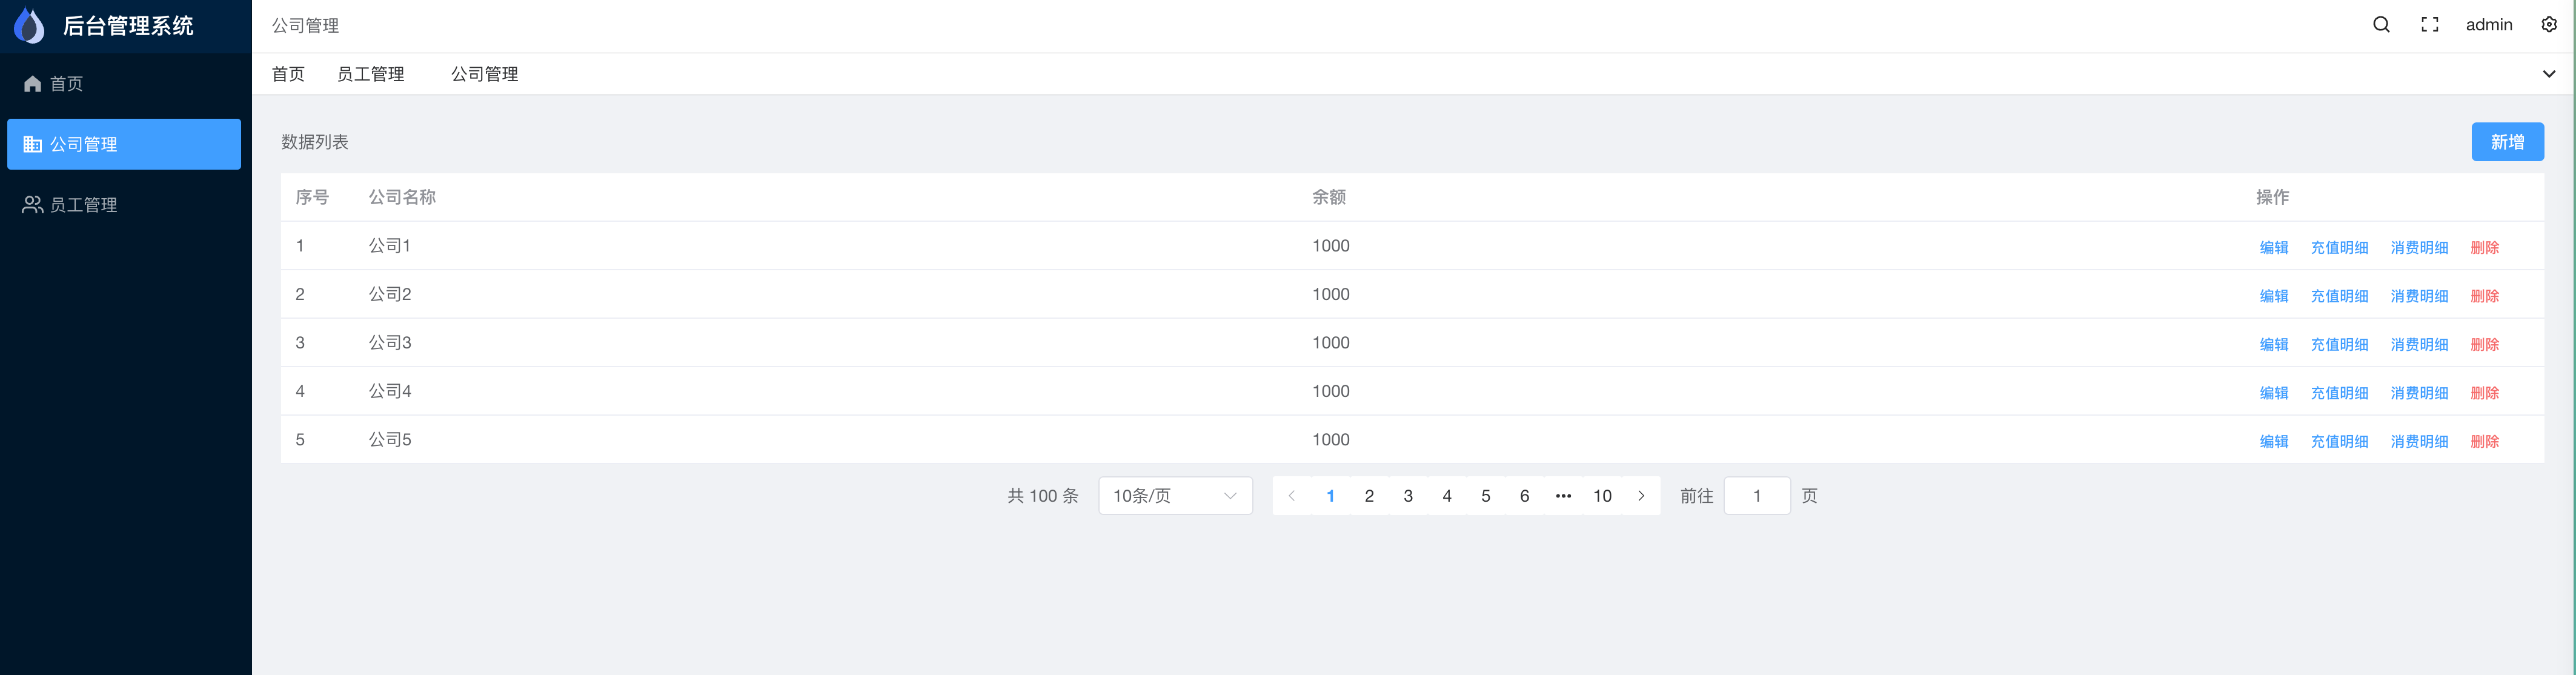 后台管理系统
首页
公司管理
员工管理
公司管理
admin
首页 员工管理 公司管理
数据列表
新增
序号 公司名称 余额 操作
1 公司1 1000 编辑 充值明细 消费明细 删除
2 公司2 1000 编辑 充值明细 消费明细 删除
3 公司3 1000 编辑 充值明细 消费明细 删除
4 公司4 1000 编辑 充值明细 消费明细 删除
5 公司5 1000 编辑 充值明细 消费明细 删除
共 100 条 10条/页 1 2 3 4 5 6 ••• 10 前往 1 页